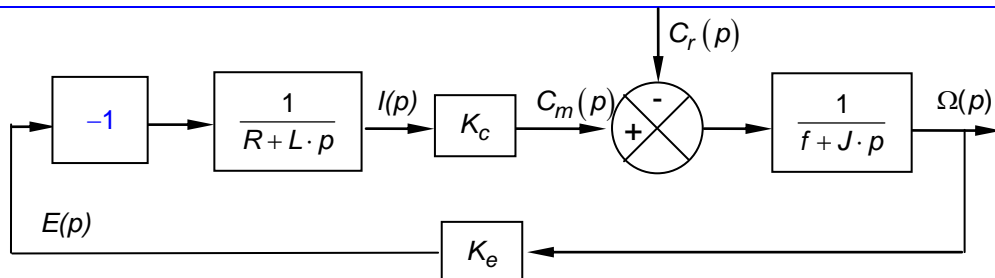 C_r(p)
−1
1
R + L · p
I(p)
K_c
C_m(p)
-
+
1
f + J · p
Ω(p)
E(p)
K_e